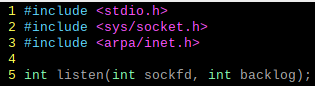 1 #include <stdio.h>
2 #include <sys/socket.h>
3 #include <arpa/inet.h>
4
5 int listen(int sockfd, int backlog);